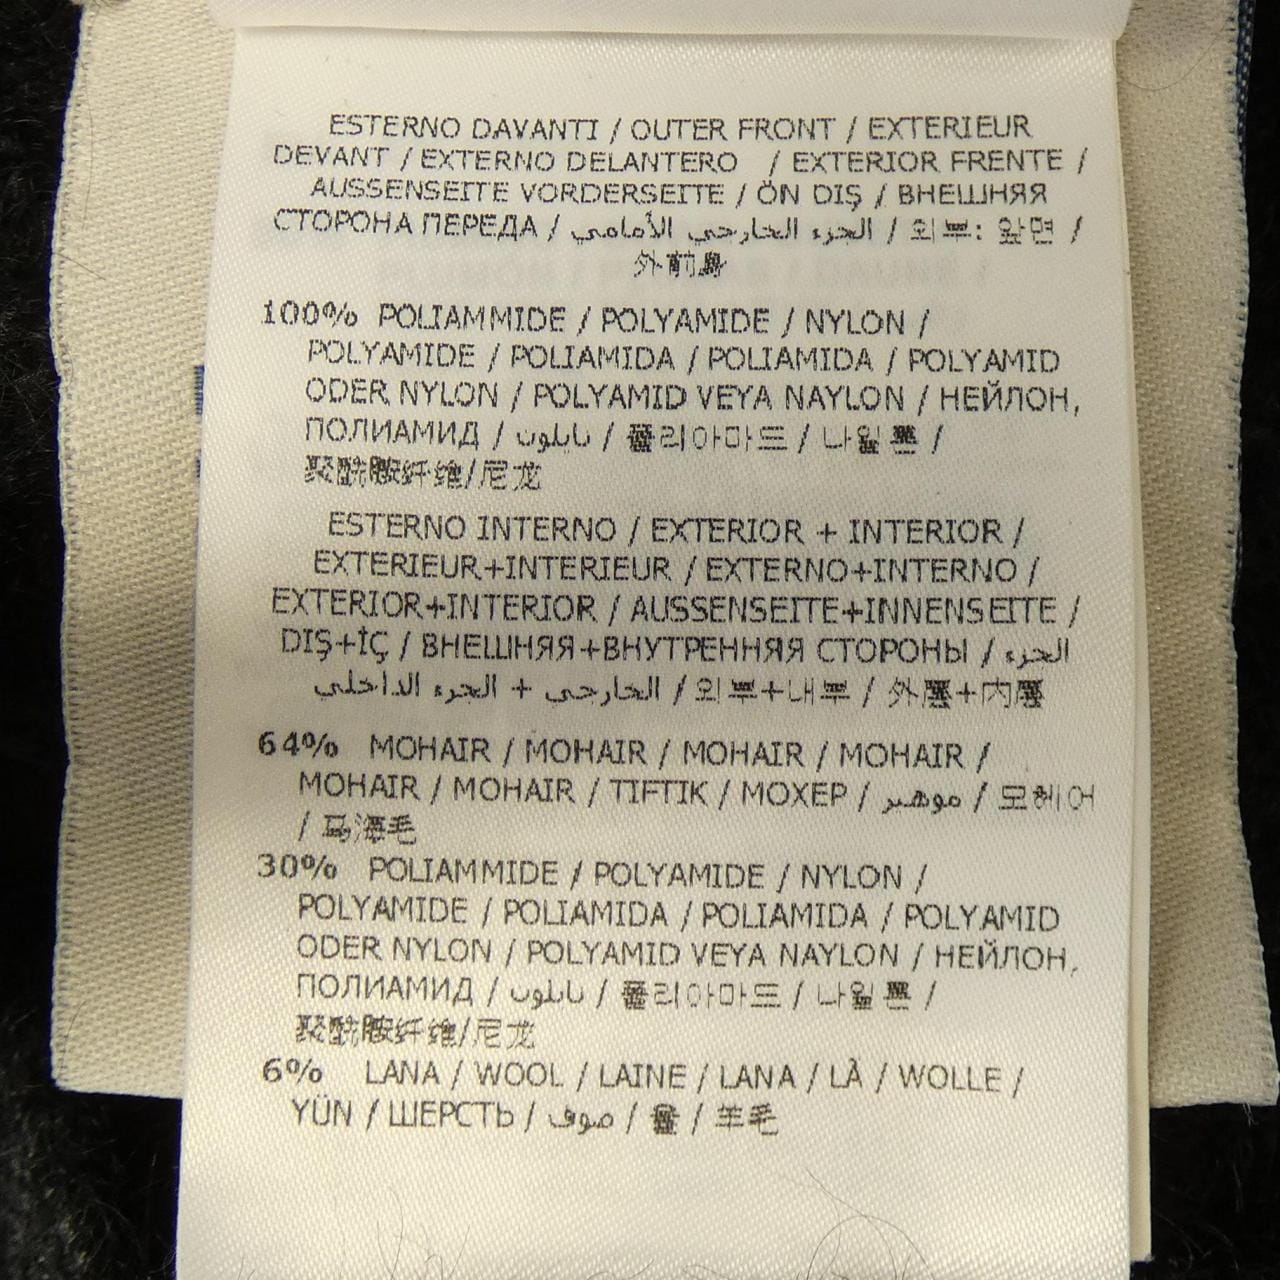 ESTERNO DAVANTI / OUTER FRONT / EXTERIEUR
DEVANT / EXTERNO DELANTERO / EXTERIOR FRENTE /
AUSSENSEITE VORDERSEITE / ÖN DIŞ / ВНЕШНЯЯ
СТОРОНА ПЕРЕДА / الجزء الخارجي الأمامي / 외부: 앞면 /
外前身
100% POLIAMMIDE / POLYAMIDE / NYLON /
POLYAMIDE / POLIAMIDA / POLIAMIDA / POLYAMID
ODER NYLON / POLYAMID VEYA NAYLON / НЕЙЛОН,
ПОЛИАМИД / نايلون / 폴리아마드 / 나일론 /
聚酰胺纤维/尼龙
ESTERNO INTERNO / EXTERIOR + INTERIOR /
EXTERIEUR+INTERIEUR / EXTERNO+INTERNO /
EXTERIOR+INTERIOR / AUSSENSEITE+INNENSEITE /
DIŞ+İÇ / ВНЕШНЯЯ+ВНУТРЕННЯЯ СТОРОНЫ / الجزء
الخارجي + الجزء الداخلي / 외부+내부 / 外層+内層
64% MOHAIR / MOHAIR / MOHAIR / MOHAIR /
MOHAIR / MOHAIR / TIFTIK / МОХЕР / موهير / 모헤어
/ 马海毛
30% POLIAMMIDE / POLYAMIDE / NYLON /
POLYAMIDE / POLIAMIDA / POLIAMIDA / POLYAMID
ODER NYLON / POLYAMID VEYA NAYLON / НЕЙЛОН,
ПОЛИАМИД / نايلون / 폴리아마드 / 나일론 /
聚酰胺纤维/尼龙
6% LANA / WOOL / LAINE / LANA / LÀ / WOLLE /
YÜN / ШЕРСТЬ / صوف / 울 / 羊毛